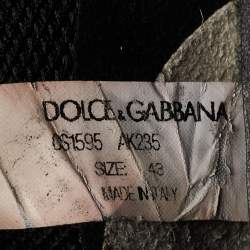 DOLCE & GABBANA
CS1595 AK235
SIZE: 43
MADE IN ITALY